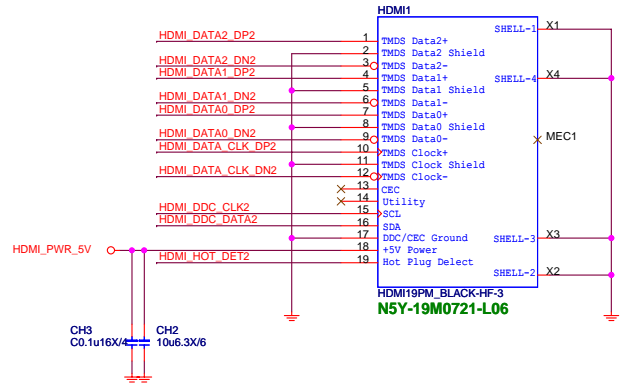 HDMI1
SHELL-1 X1
HDMI_DATA2_DP2 1 TMDS Data2+
2 TMDS Data2 Shield
HDMI_DATA2_DN2 3 TMDS Data2-
HDMI_DATA1_DP2 4 TMDS Data1+ SHELL-4 X4
5 TMDS Data1 Shield
HDMI_DATA1_DN2 6 TMDS Data1-
HDMI_DATA0_DP2 7 TMDS Data0+
8 TMDS Data0 Shield
HDMI_DATA0_DN2 9 TMDS Data0- MEC1
HDMI_DATA_CLK_DP2 10 TMDS Clock+
11 TMDS Clock Shield
HDMI_DATA_CLK_DN2 12 TMDS Clock-
13 CEC
14 Utility
HDMI_DDC_CLK2 15 SCL
HDMI_DDC_DATA2 16 SDA
17 DDC/CEC Ground SHELL-3 X3
HDMI_PWR_5V 18 +5V Power
HDMI_HOT_DET2 19 Hot Plug Delect
SHELL-2 X2
HDMI19PM_BLACK-HF-3
N5Y-19M0721-L06
CH3 CH2
C0.1u16X/4 10u6.3X/6